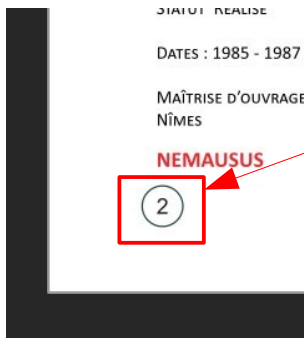 STATUT RÉALISÉ
DATES : 1985 - 1987
MAÎTRISE D'OUVRAGE
NÎMES
NEMAUSUS
2